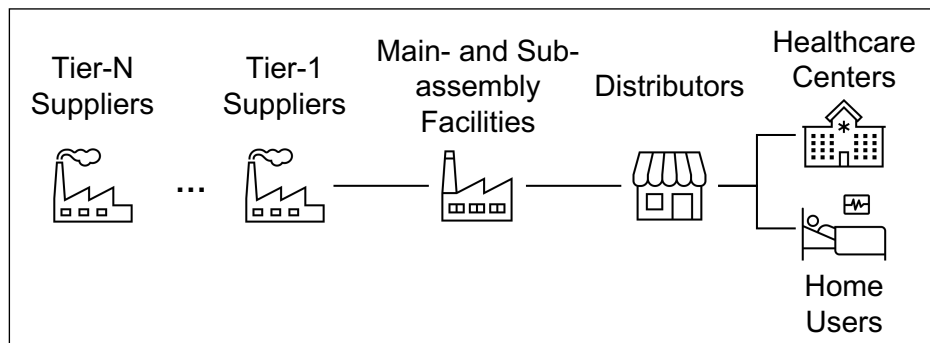 Tier-N
Suppliers
...
Tier-1
Suppliers
Main- and Sub-
assembly
Facilities
Distributors
Healthcare
Centers
Home
Users